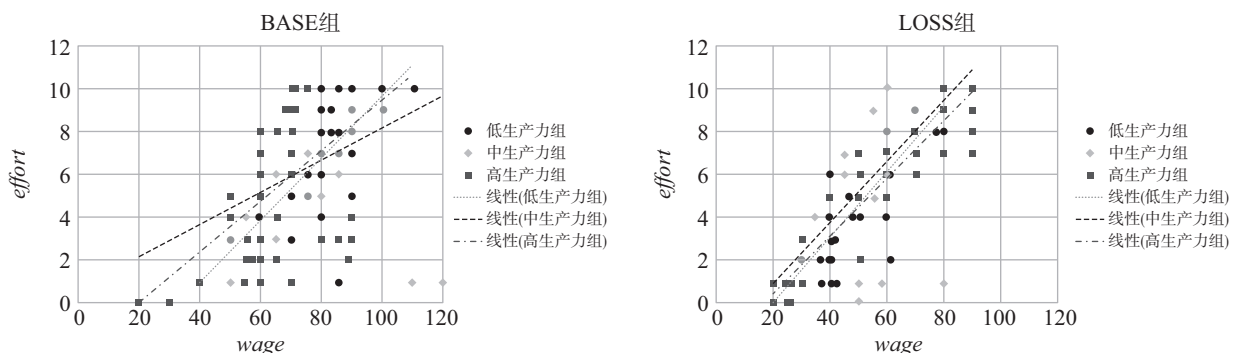 BASE组
12
10
8
6
4
2
0
effort
0 20 40 60 80 100 120
wage
低生产力组
中生产力组
高生产力组
线性(低生产力组)
线性(中生产力组)
线性(高生产力组)
LOSS组
12
10
8
6
4
2
0
effort
0 20 40 60 80 100 120
wage
低生产力组
中生产力组
高生产力组
线性(低生产力组)
线性(中生产力组)
线性(高生产力组)